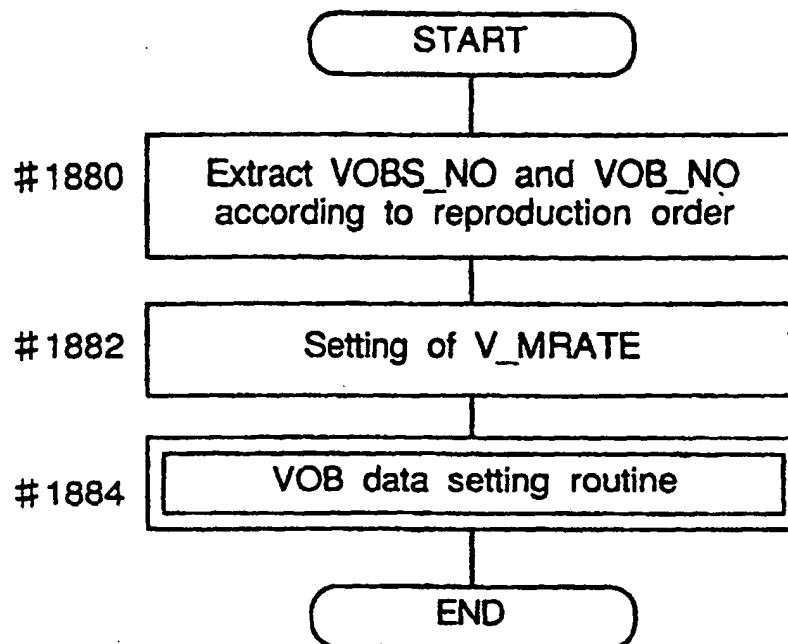 START
#1880
Extract VOBS_NO and VOB_NO
according to reproduction order
#1882
Setting of V_MRATE
#1884
VOB data setting routine
END